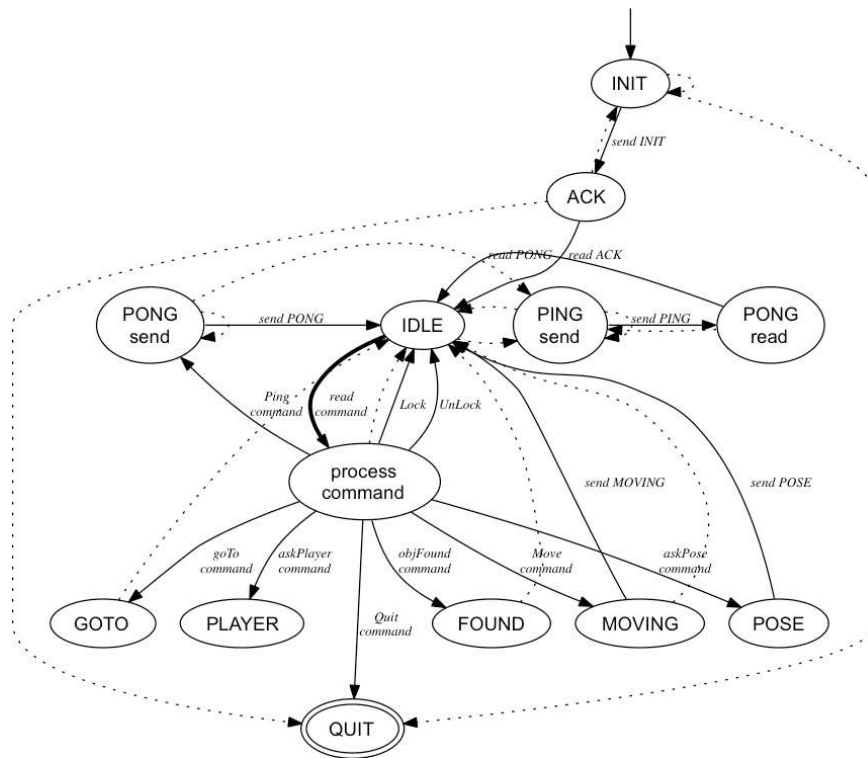 INIT
send INIT
ACK
read PONG
read ACK
PONG
send
send PONG
IDLE
PING
send
send PING
PONG
read
Ping
command
read
command
Lock
UnLock
process
command
send MOVING
send POSE
goTo
command
askPlayer
command
objFound
command
Move
command
askPose
command
Quit
command
GOTO
PLAYER
FOUND
MOVING
POSE
QUIT